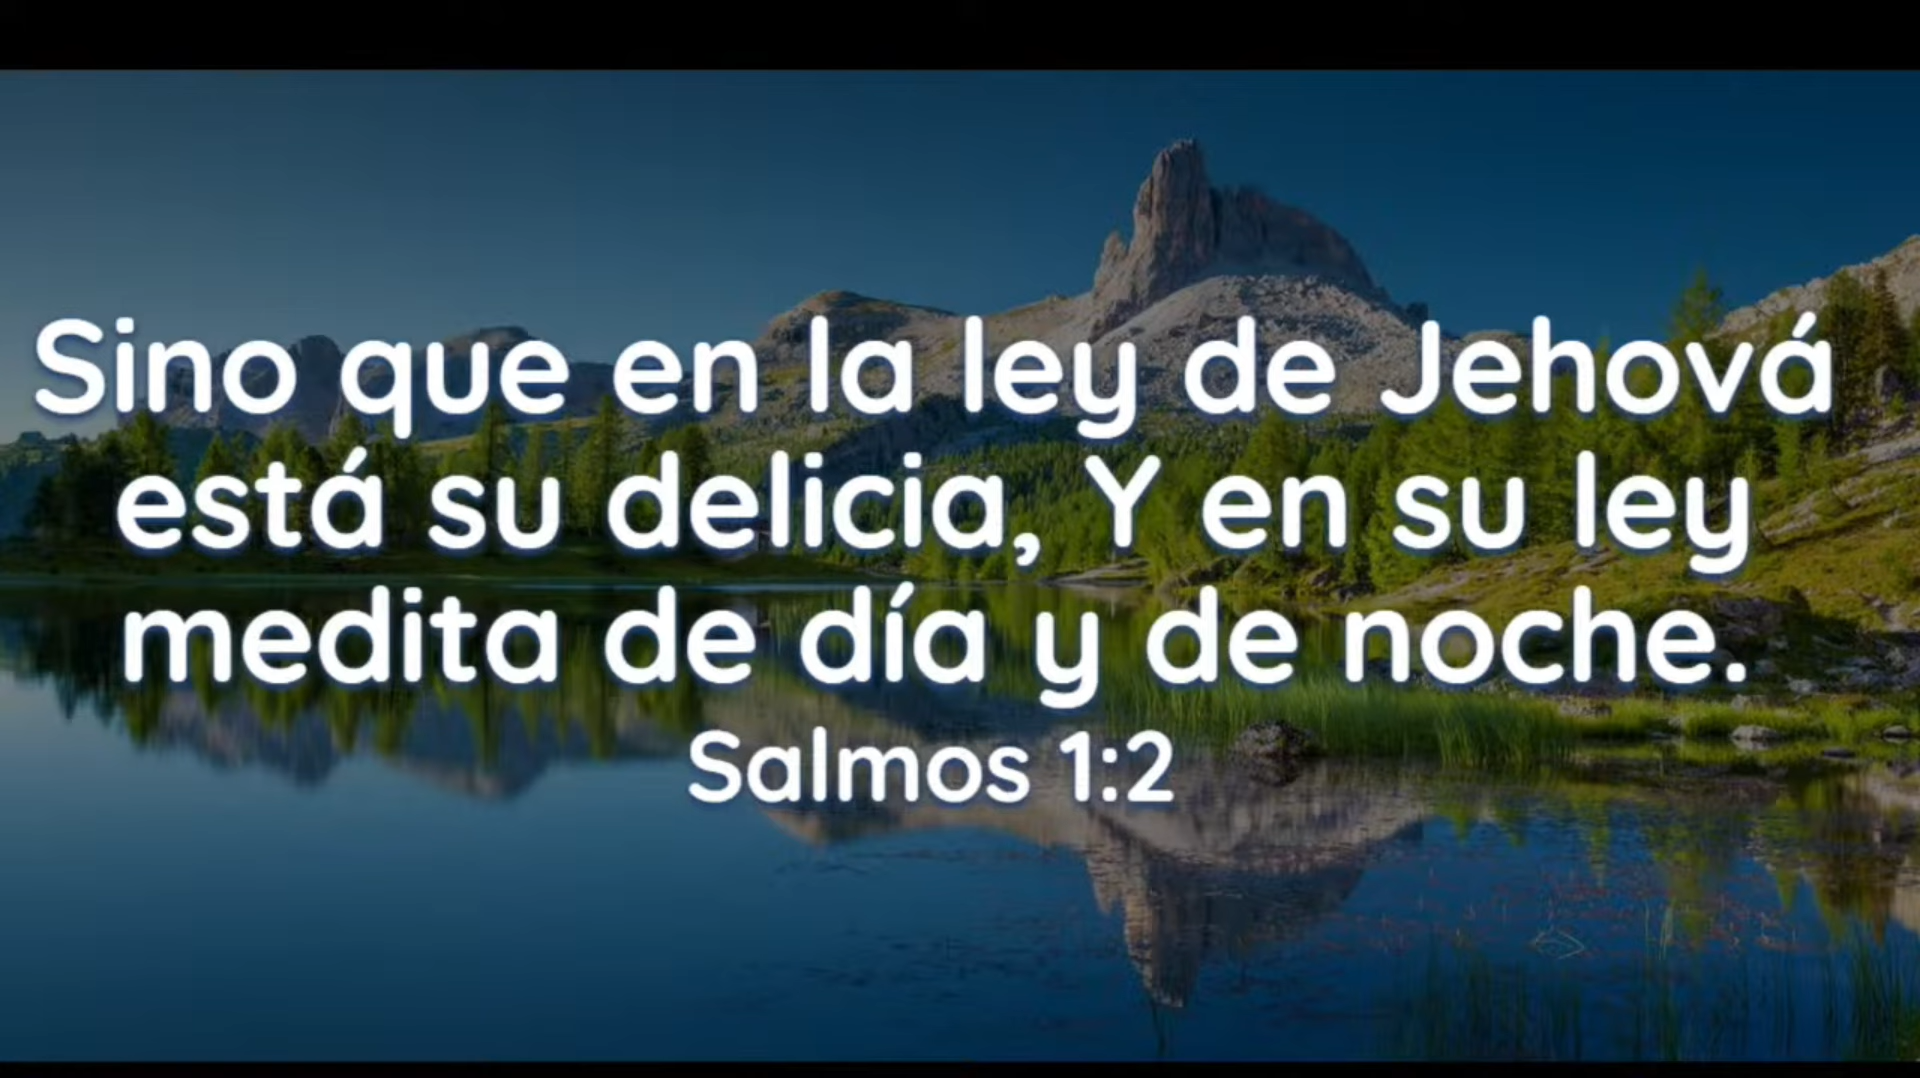 Sino que en la ley de Jehová
está su delicia, Y en su ley
medita de día y de noche.
Salmos 1:2